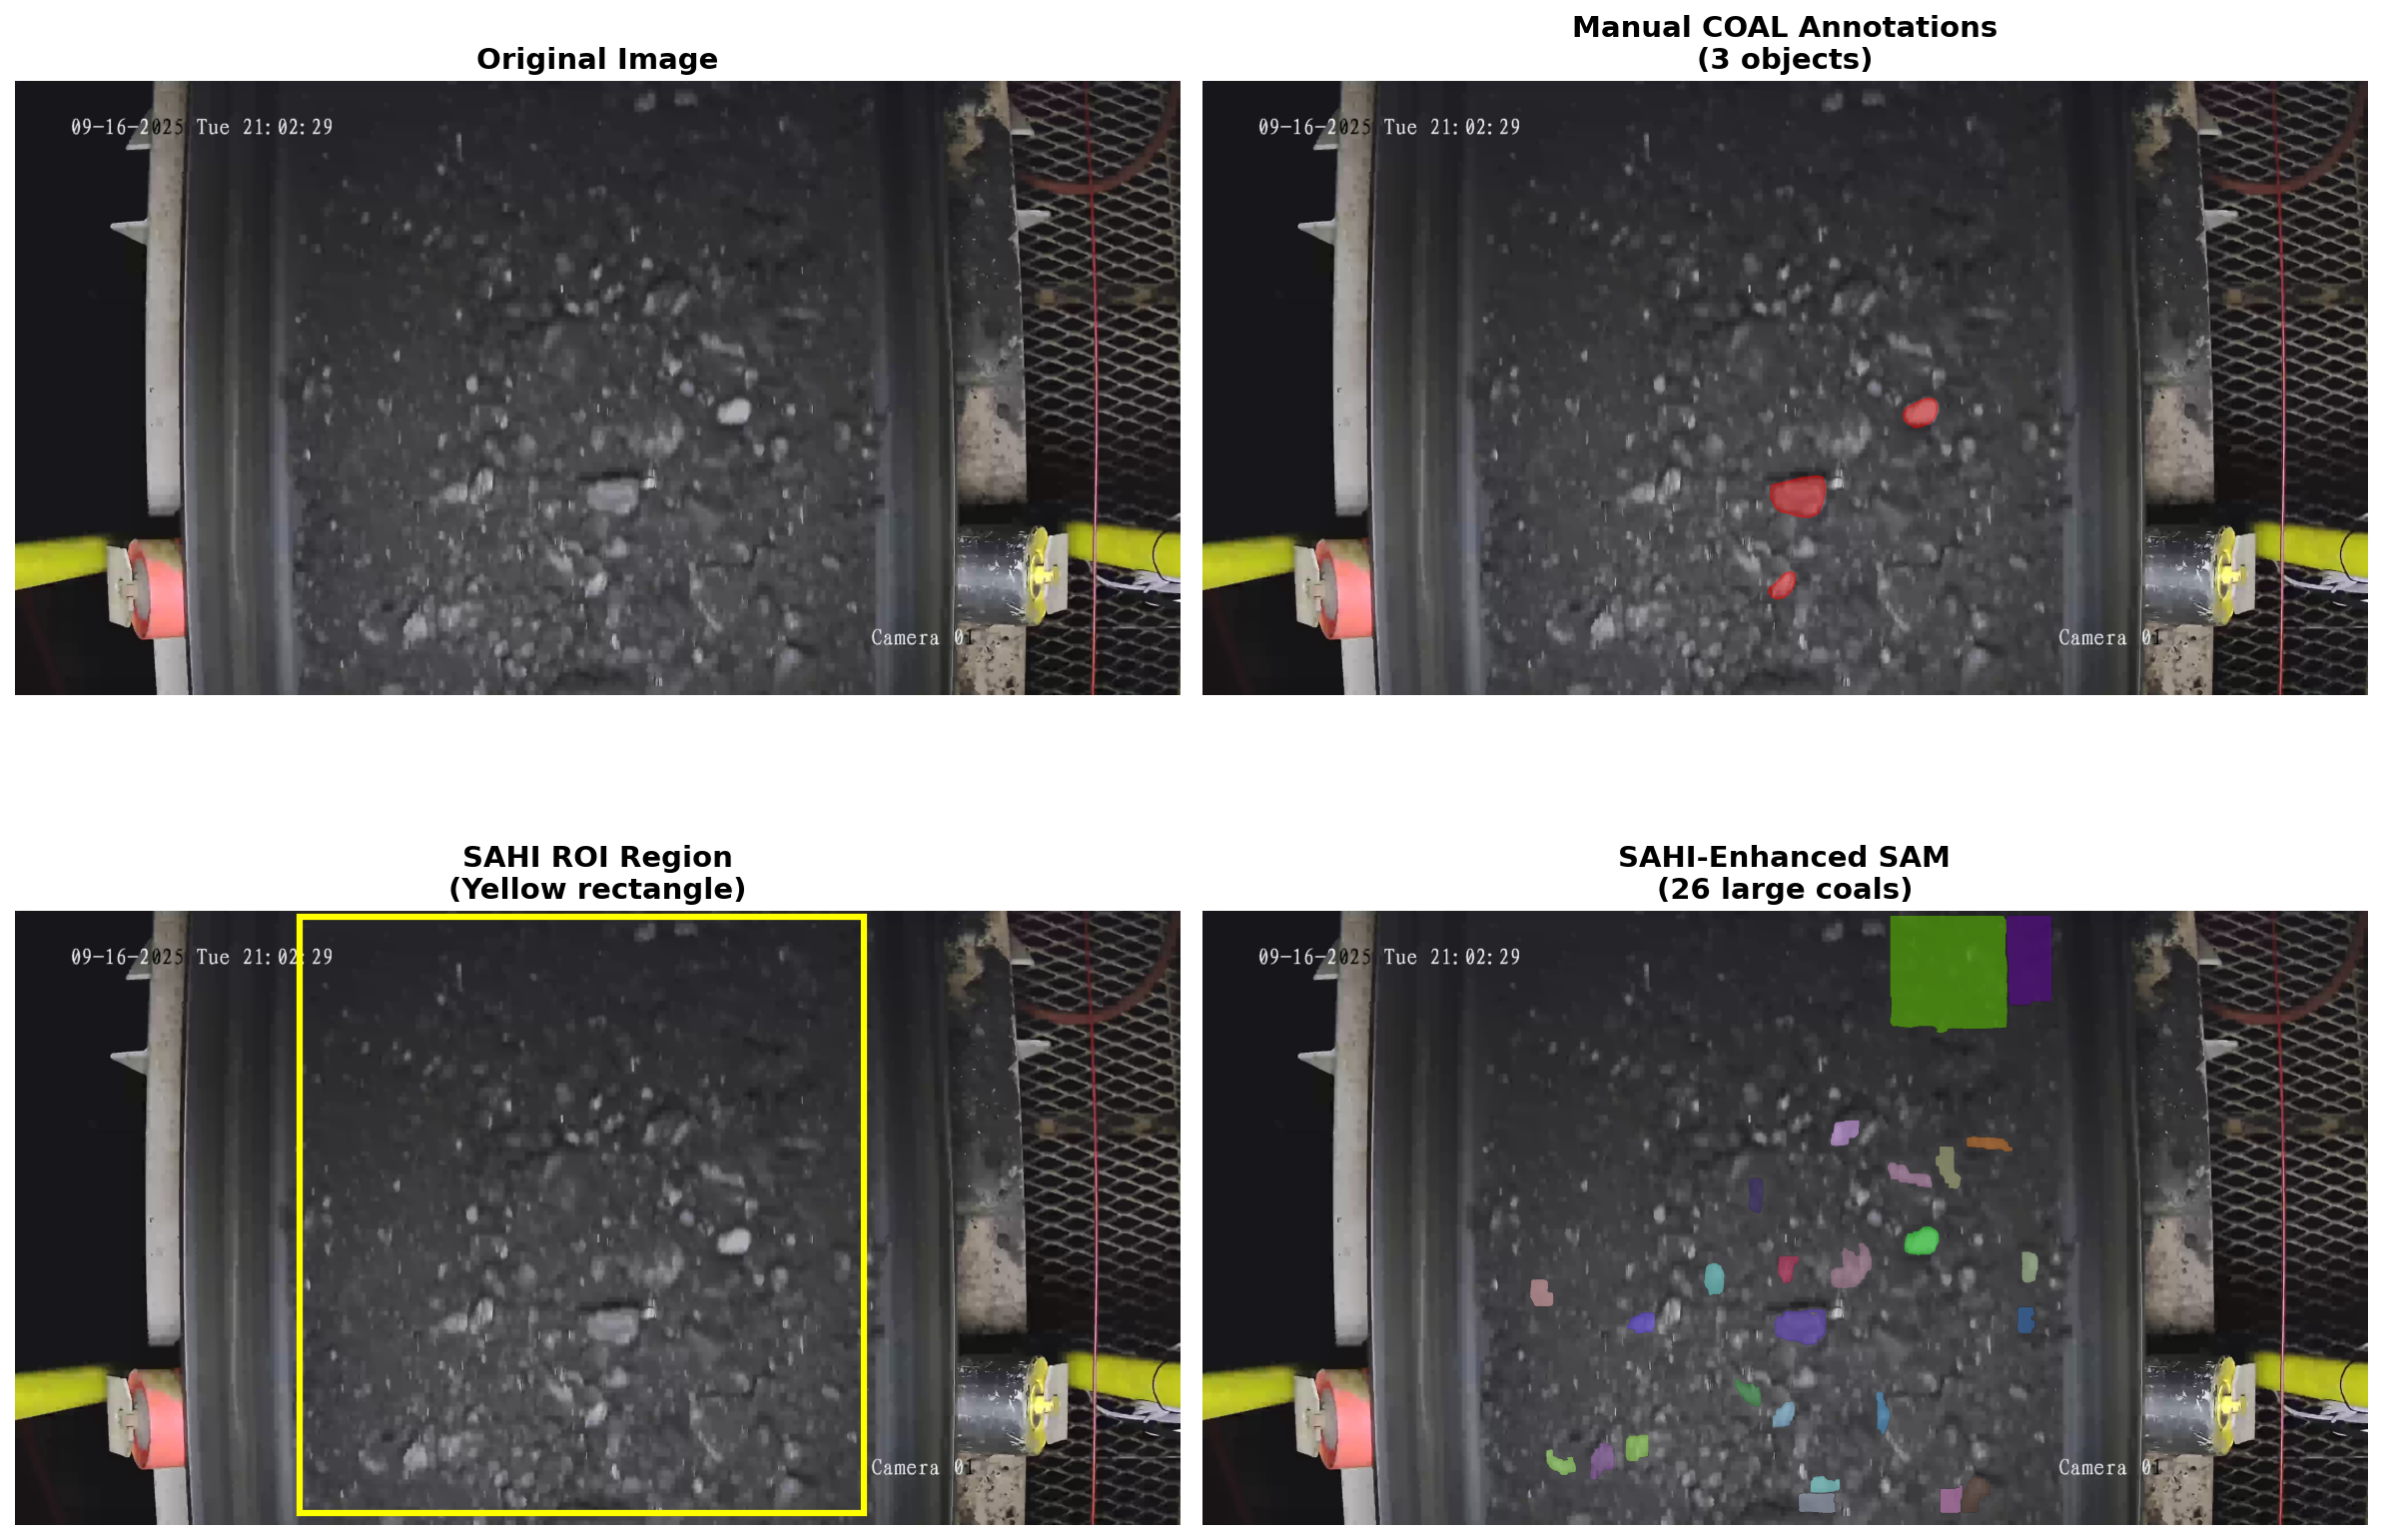 Original Image
09-16-2025 Tue 21:02:29
Camera 01
Manual COAL Annotations
(3 objects)
09-16-2025 Tue 21:02:29
Camera 01
SAHI ROI Region
(Yellow rectangle)
09-16-2025 Tue 21:02:29
Camera 01
SAHI-Enhanced SAM
(26 large coals)
09-16-2025 Tue 21:02:29
Camera 01